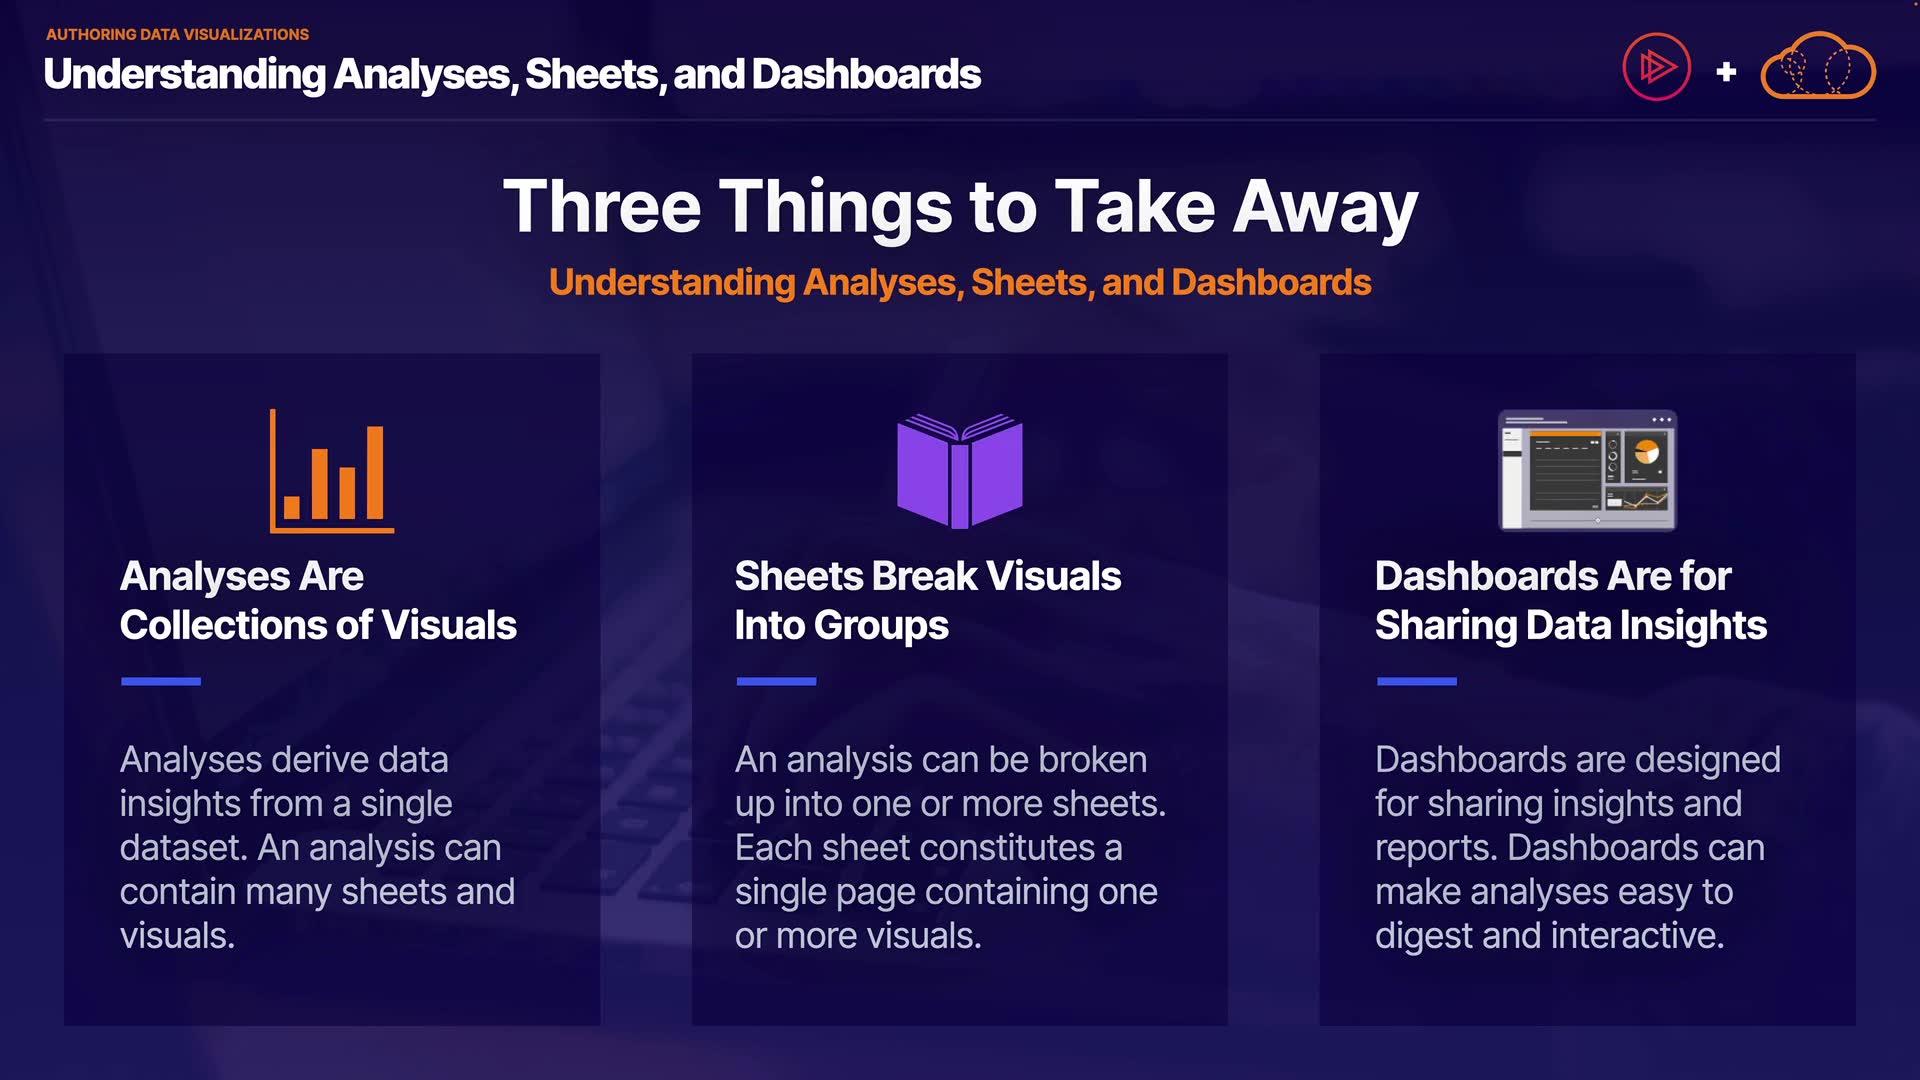 AUTHORING DATA VISUALIZATIONS
Understanding Analyses, Sheets, and Dashboards
+
Three Things to Take Away
Understanding Analyses, Sheets, and Dashboards
Analyses Are
Collections of Visuals
Analyses derive data
insights from a single
dataset. An analysis can
contain many sheets and
visuals.
Sheets Break Visuals
Into Groups
An analysis can be broken
up into one or more sheets.
Each sheet constitutes a
single page containing one
or more visuals.
Dashboards Are for
Sharing Data Insights
Dashboards are designed
for sharing insights and
reports. Dashboards can
make analyses easy to
digest and interactive.